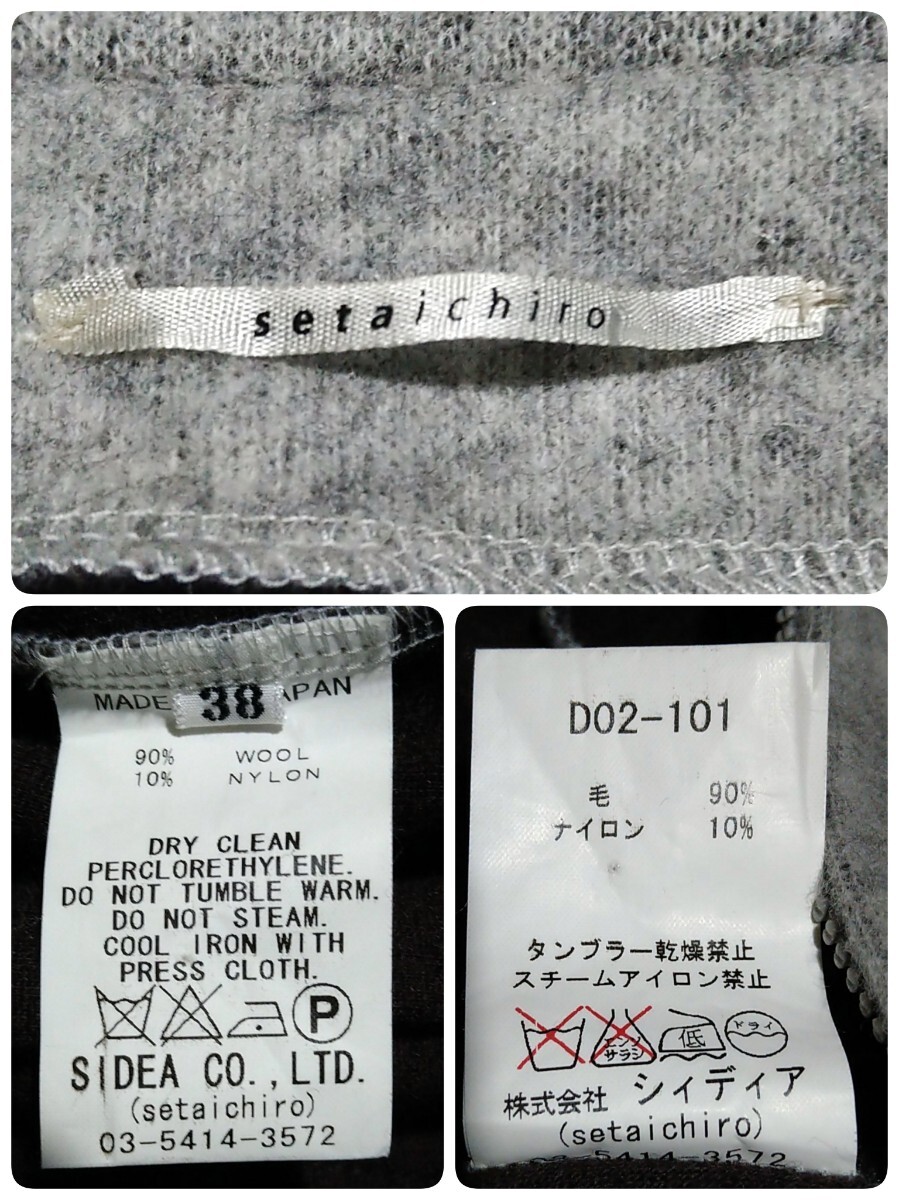 setaichiro
MADE 38 APAN
90% WOOL
10% NYLON
DRY CLEAN
PERCLORETHYLENE.
DO NOT TUMBLE WARM.
DO NOT STEAM.
COOL IRON WITH
PRESS CLOTH.
P
SIDEA CO.,LTD.
(setaichiro)
03-5414-3572
D02-101
毛 90%
ナイロン 10%
タンブラー乾燥禁止
スチームアイロン禁止
エンソ
サラシ 低 ドライ
株式会社 シィディア
(setaichiro)
03-5414-3572